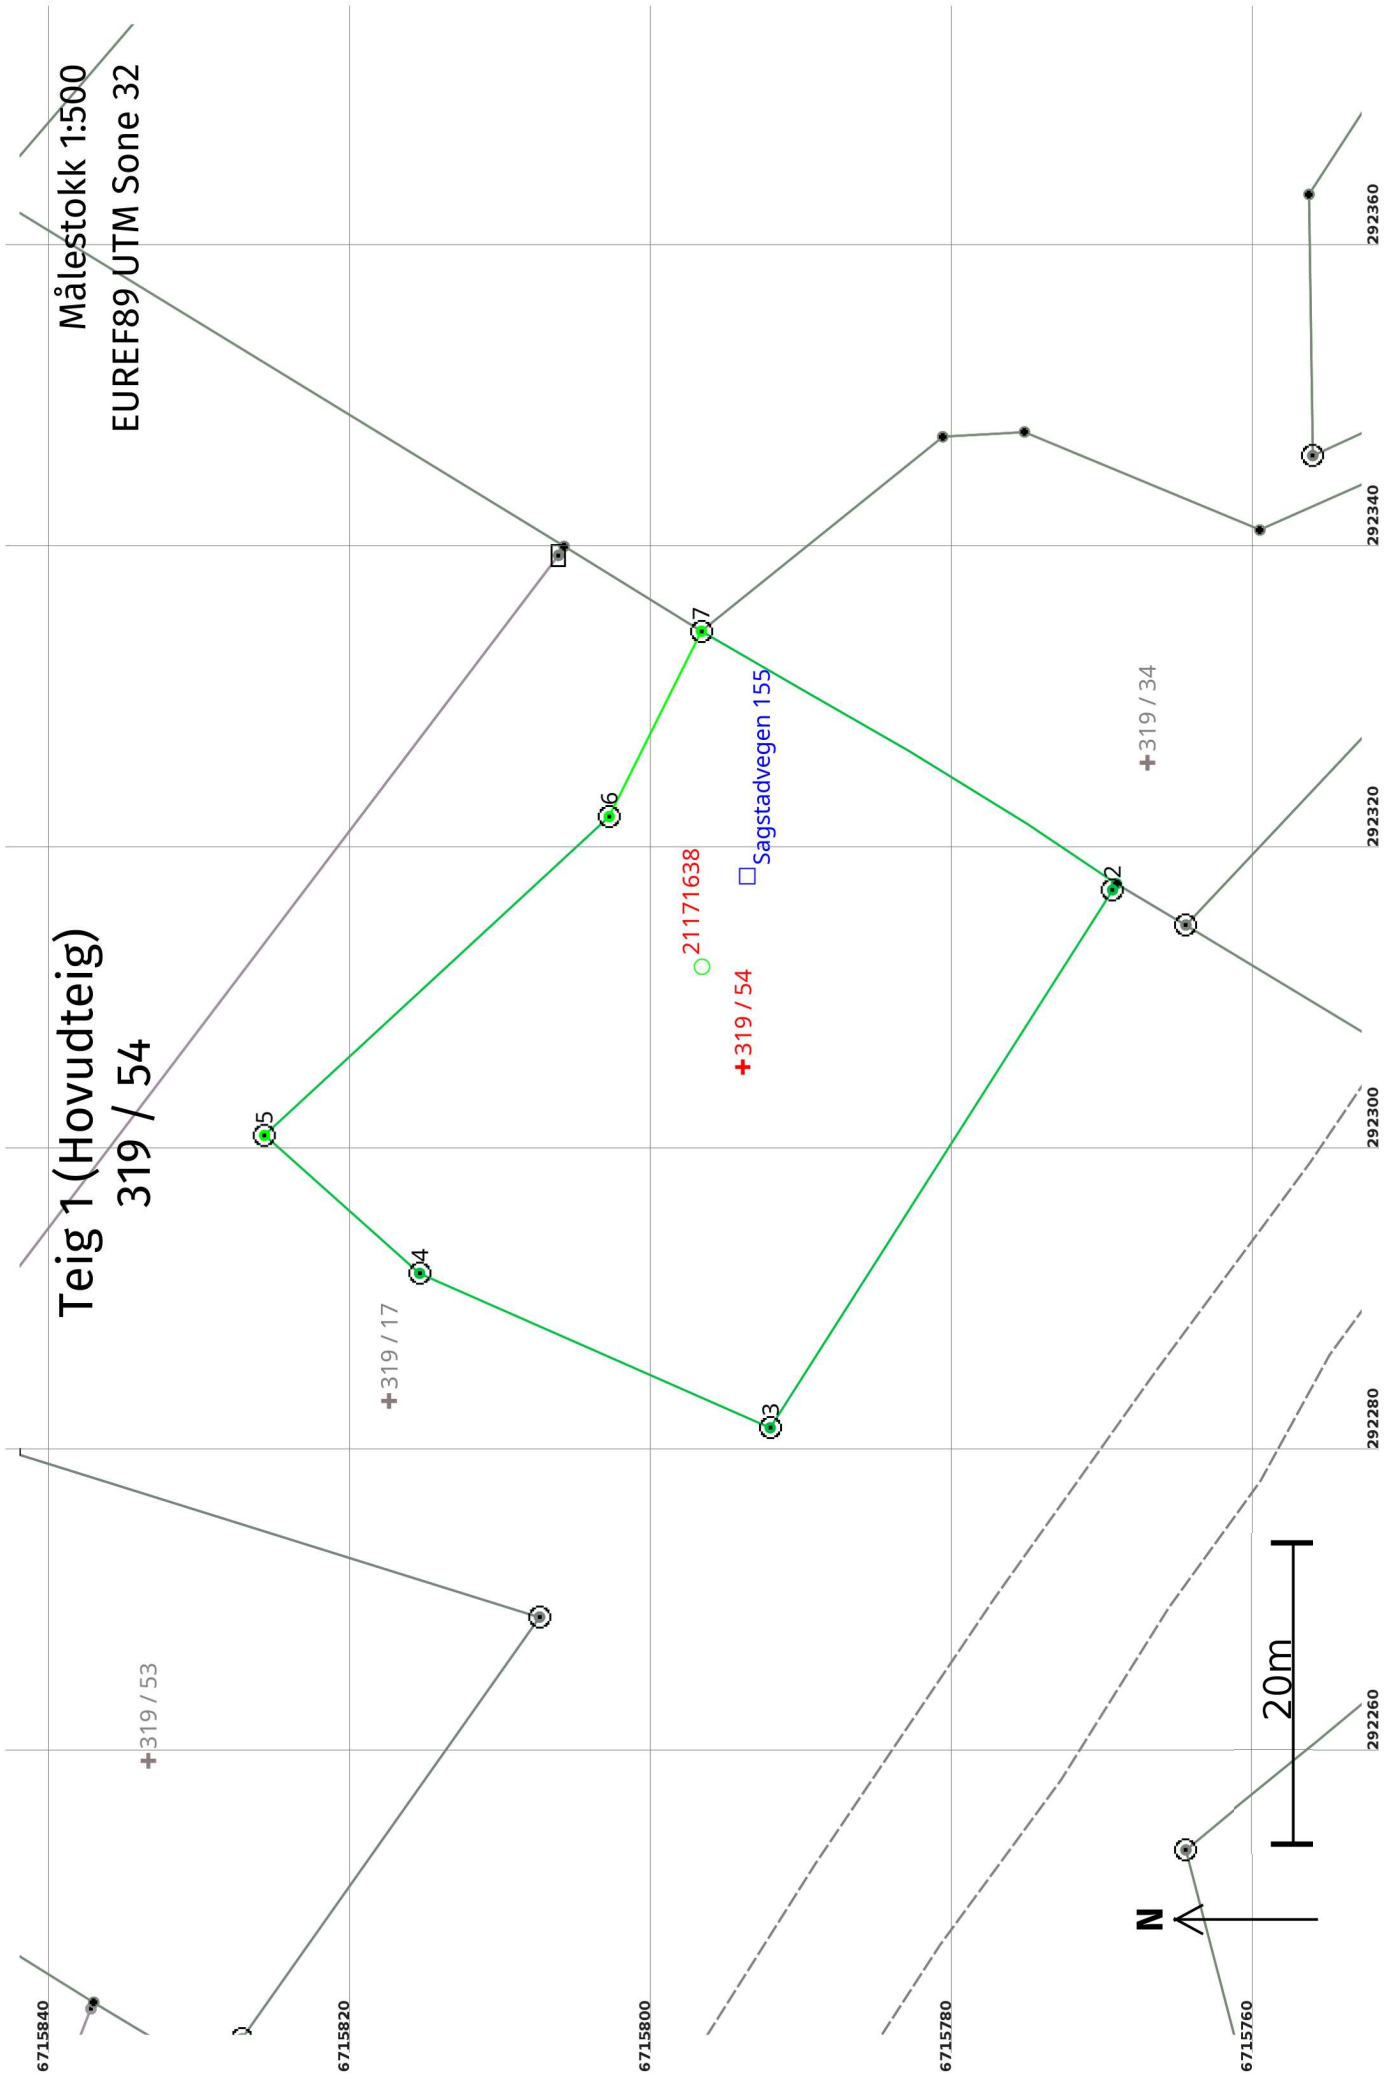 Målestokk 1:500
EUREF89 UTM Sone 32
Teig 1 (Hovudteig)
319 / 54
5
6
7
4
3
2
21171638
319 / 54
Sagstadvegen 155
319 / 17
319 / 53
319 / 34
20m
N
6715840
6715820
6715800
6715780
6715760
292260
292280
292300
292320
292340
292360